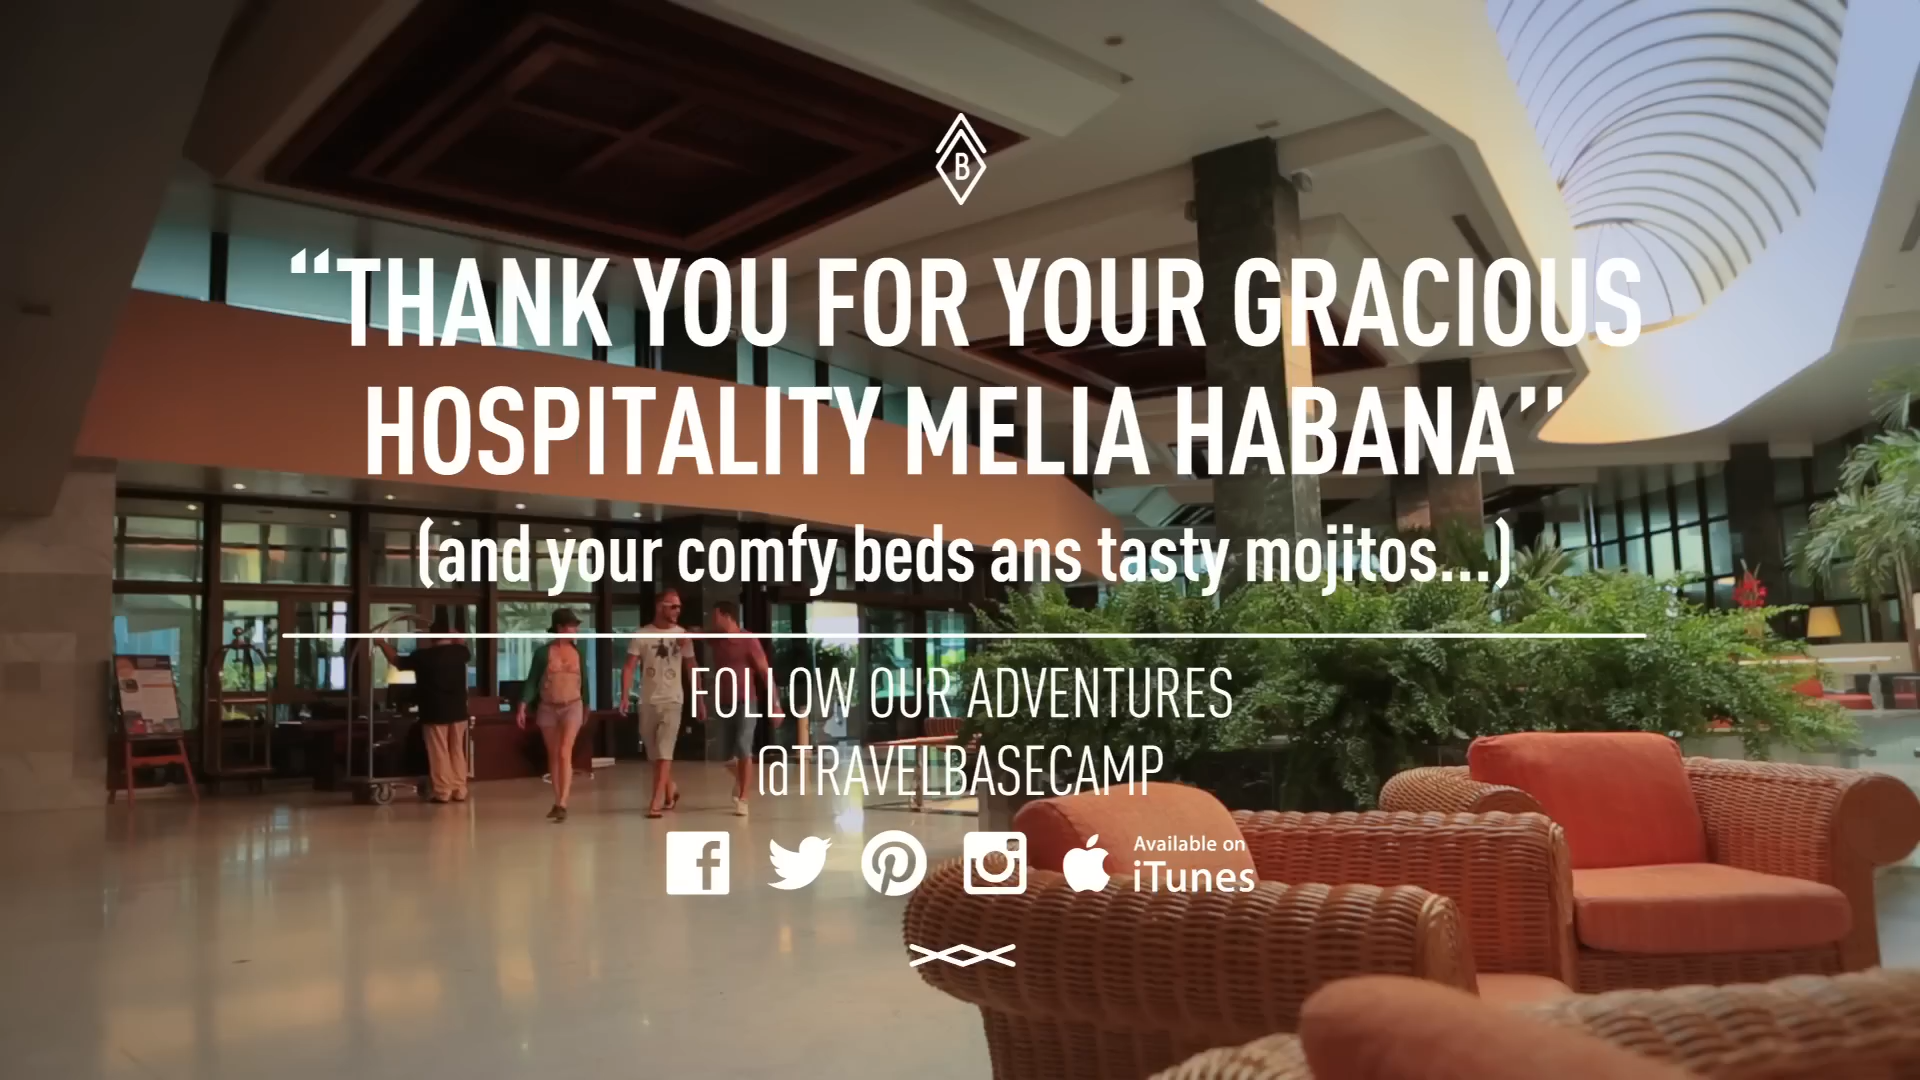 B
“THANK YOU FOR YOUR GRACIOUS
HOSPITALITY MELIA HABANA”
(and your comfy beds ans tasty mojitos...)
FOLLOW OUR ADVENTURES
@TRAVELBASECAMP
Available on
iTunes